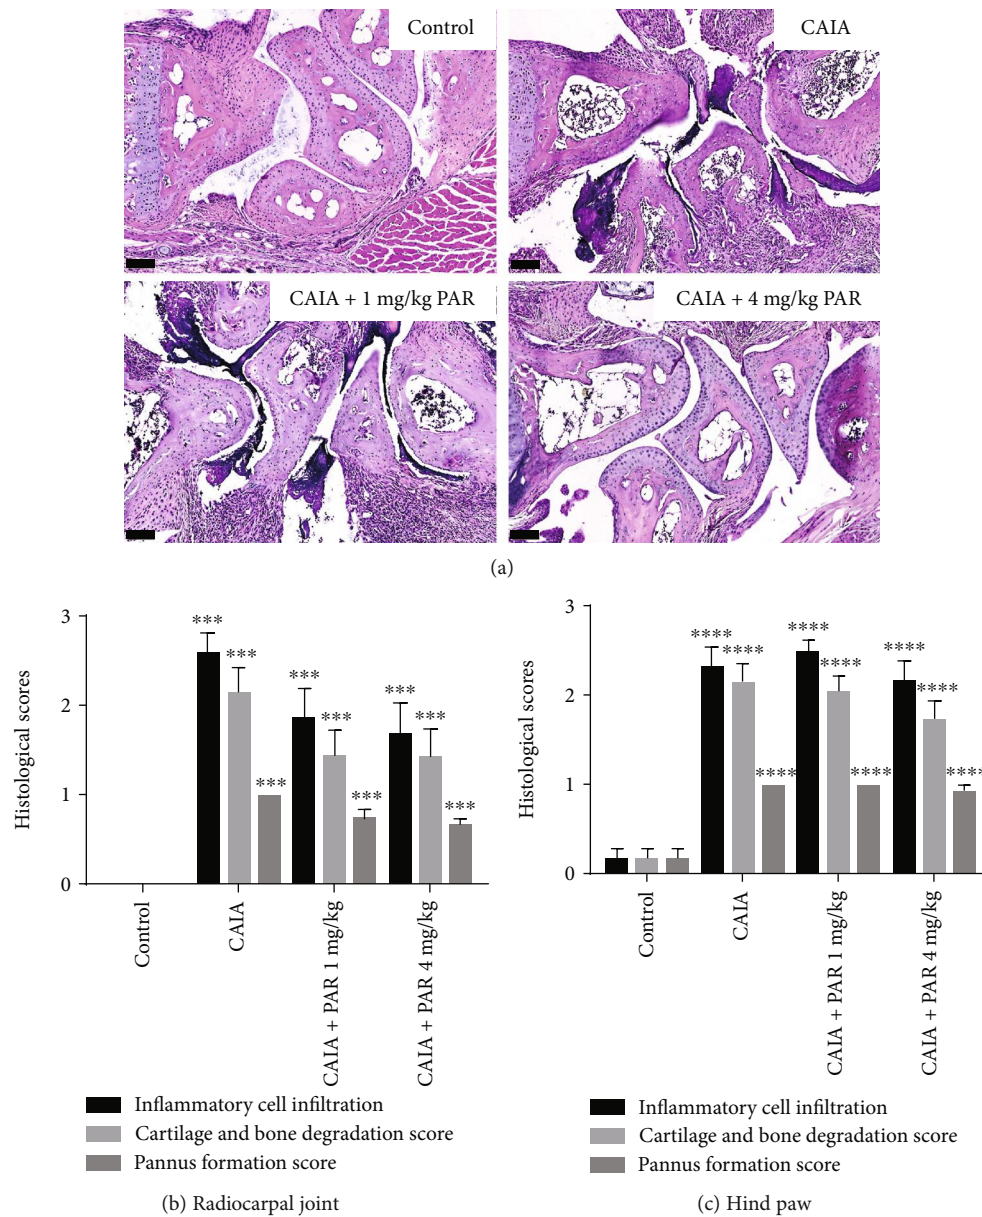 Control
CAIA
CAIA + 1 mg/kg PAR
CAIA + 4 mg/kg PAR
(a)
Histological scores
3
2
1
0
***
***
***
***
***
***
***
***
***
Control
CAIA
CAIA + PAR 1 mg/kg
CAIA + PAR 4 mg/kg
Inflammatory cell infiltration
Cartilage and bone degradation score
Pannus formation score
(b) Radiocarpal joint
Histological scores
3
2
1
0
****
****
****
****
****
****
****
****
****
Control
CAIA
CAIA + PAR 1 mg/kg
CAIA + PAR 4 mg/kg
Inflammatory cell infiltration
Cartilage and bone degradation score
Pannus formation score
(c) Hind paw